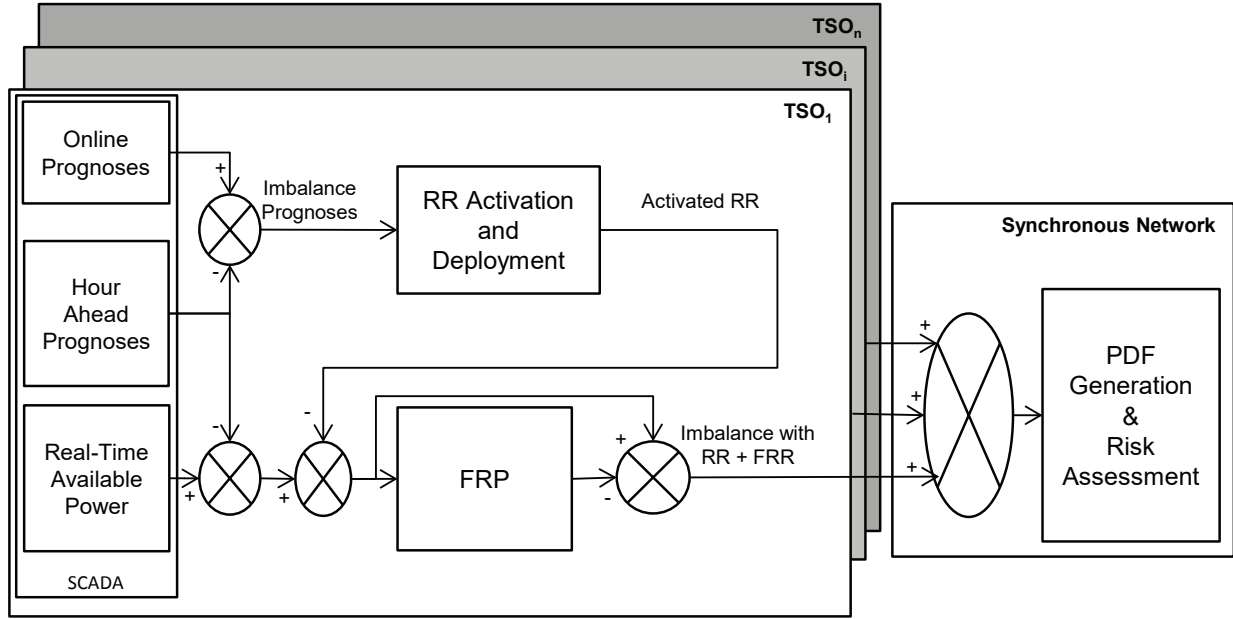 TSOn
TSOi
TSO1
Online
Prognoses
+
Imbalance
Prognoses
RR Activation
and
Deployment
Activated RR
Synchronous Network
-
Hour
Ahead
Prognoses
+
PDF
Generation
&
Risk
Assessment
-
-
+
+
Real-Time
Available
Power
+
+
FRP
-
Imbalance with
RR + FRR
+
SCADA